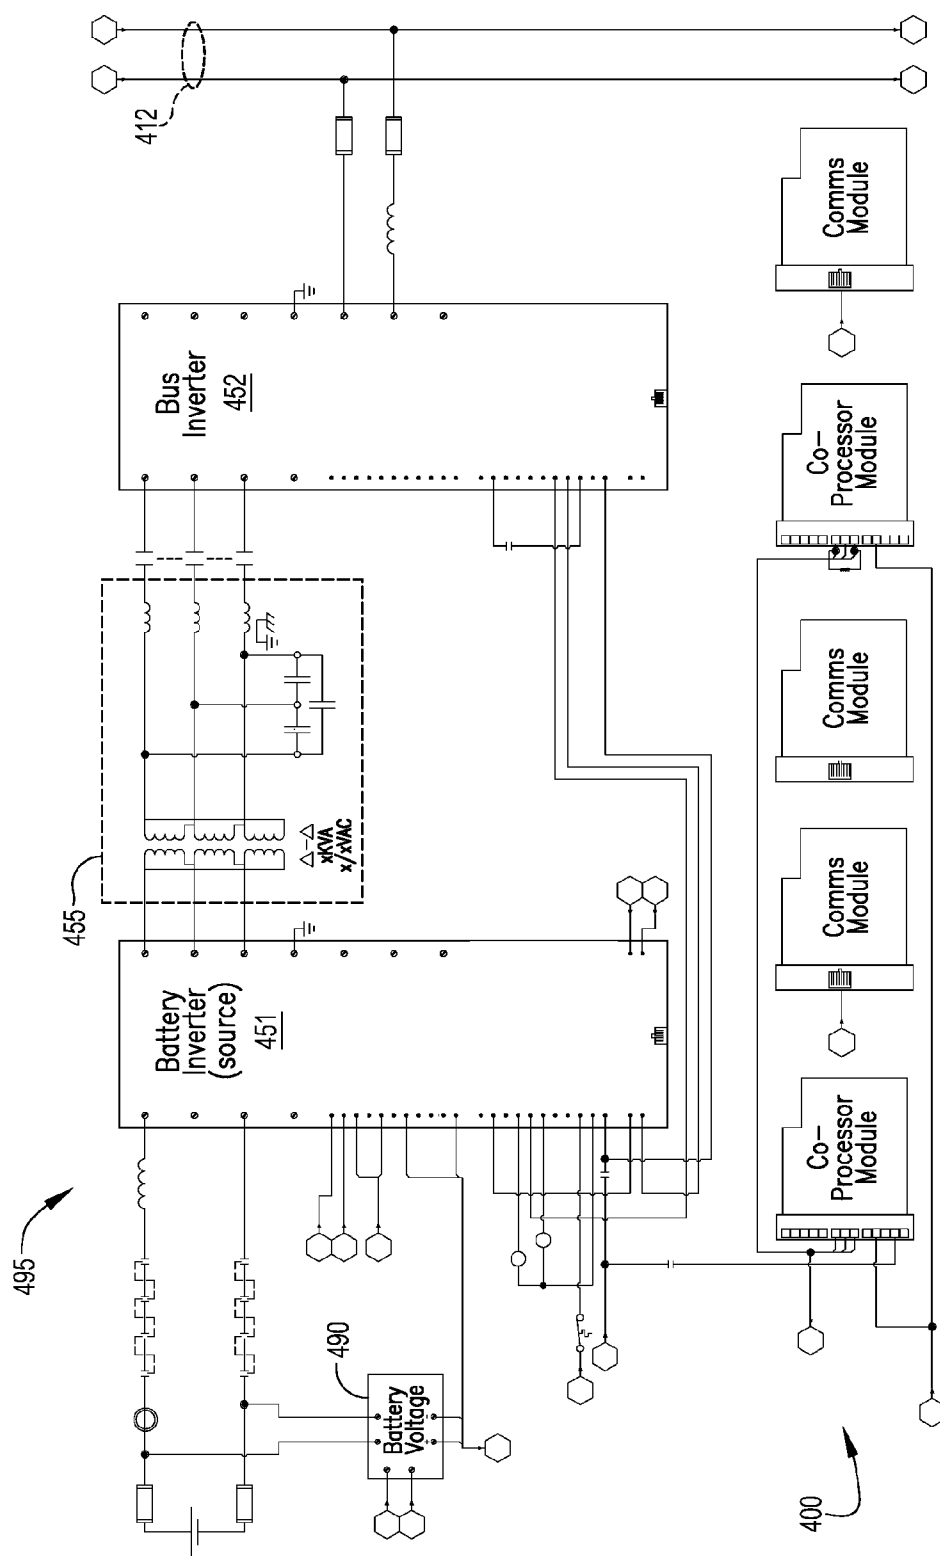 412
Bus
Inverter
452
455
Δ-Δ
xKVA
x/xVAC
Battery
Inverter
(source)
451
495
490
Battery
Voltage
400
Comms
Module
Co-
Processor
Module
Comms
Module
Comms
Module
Co-
Processor
Module